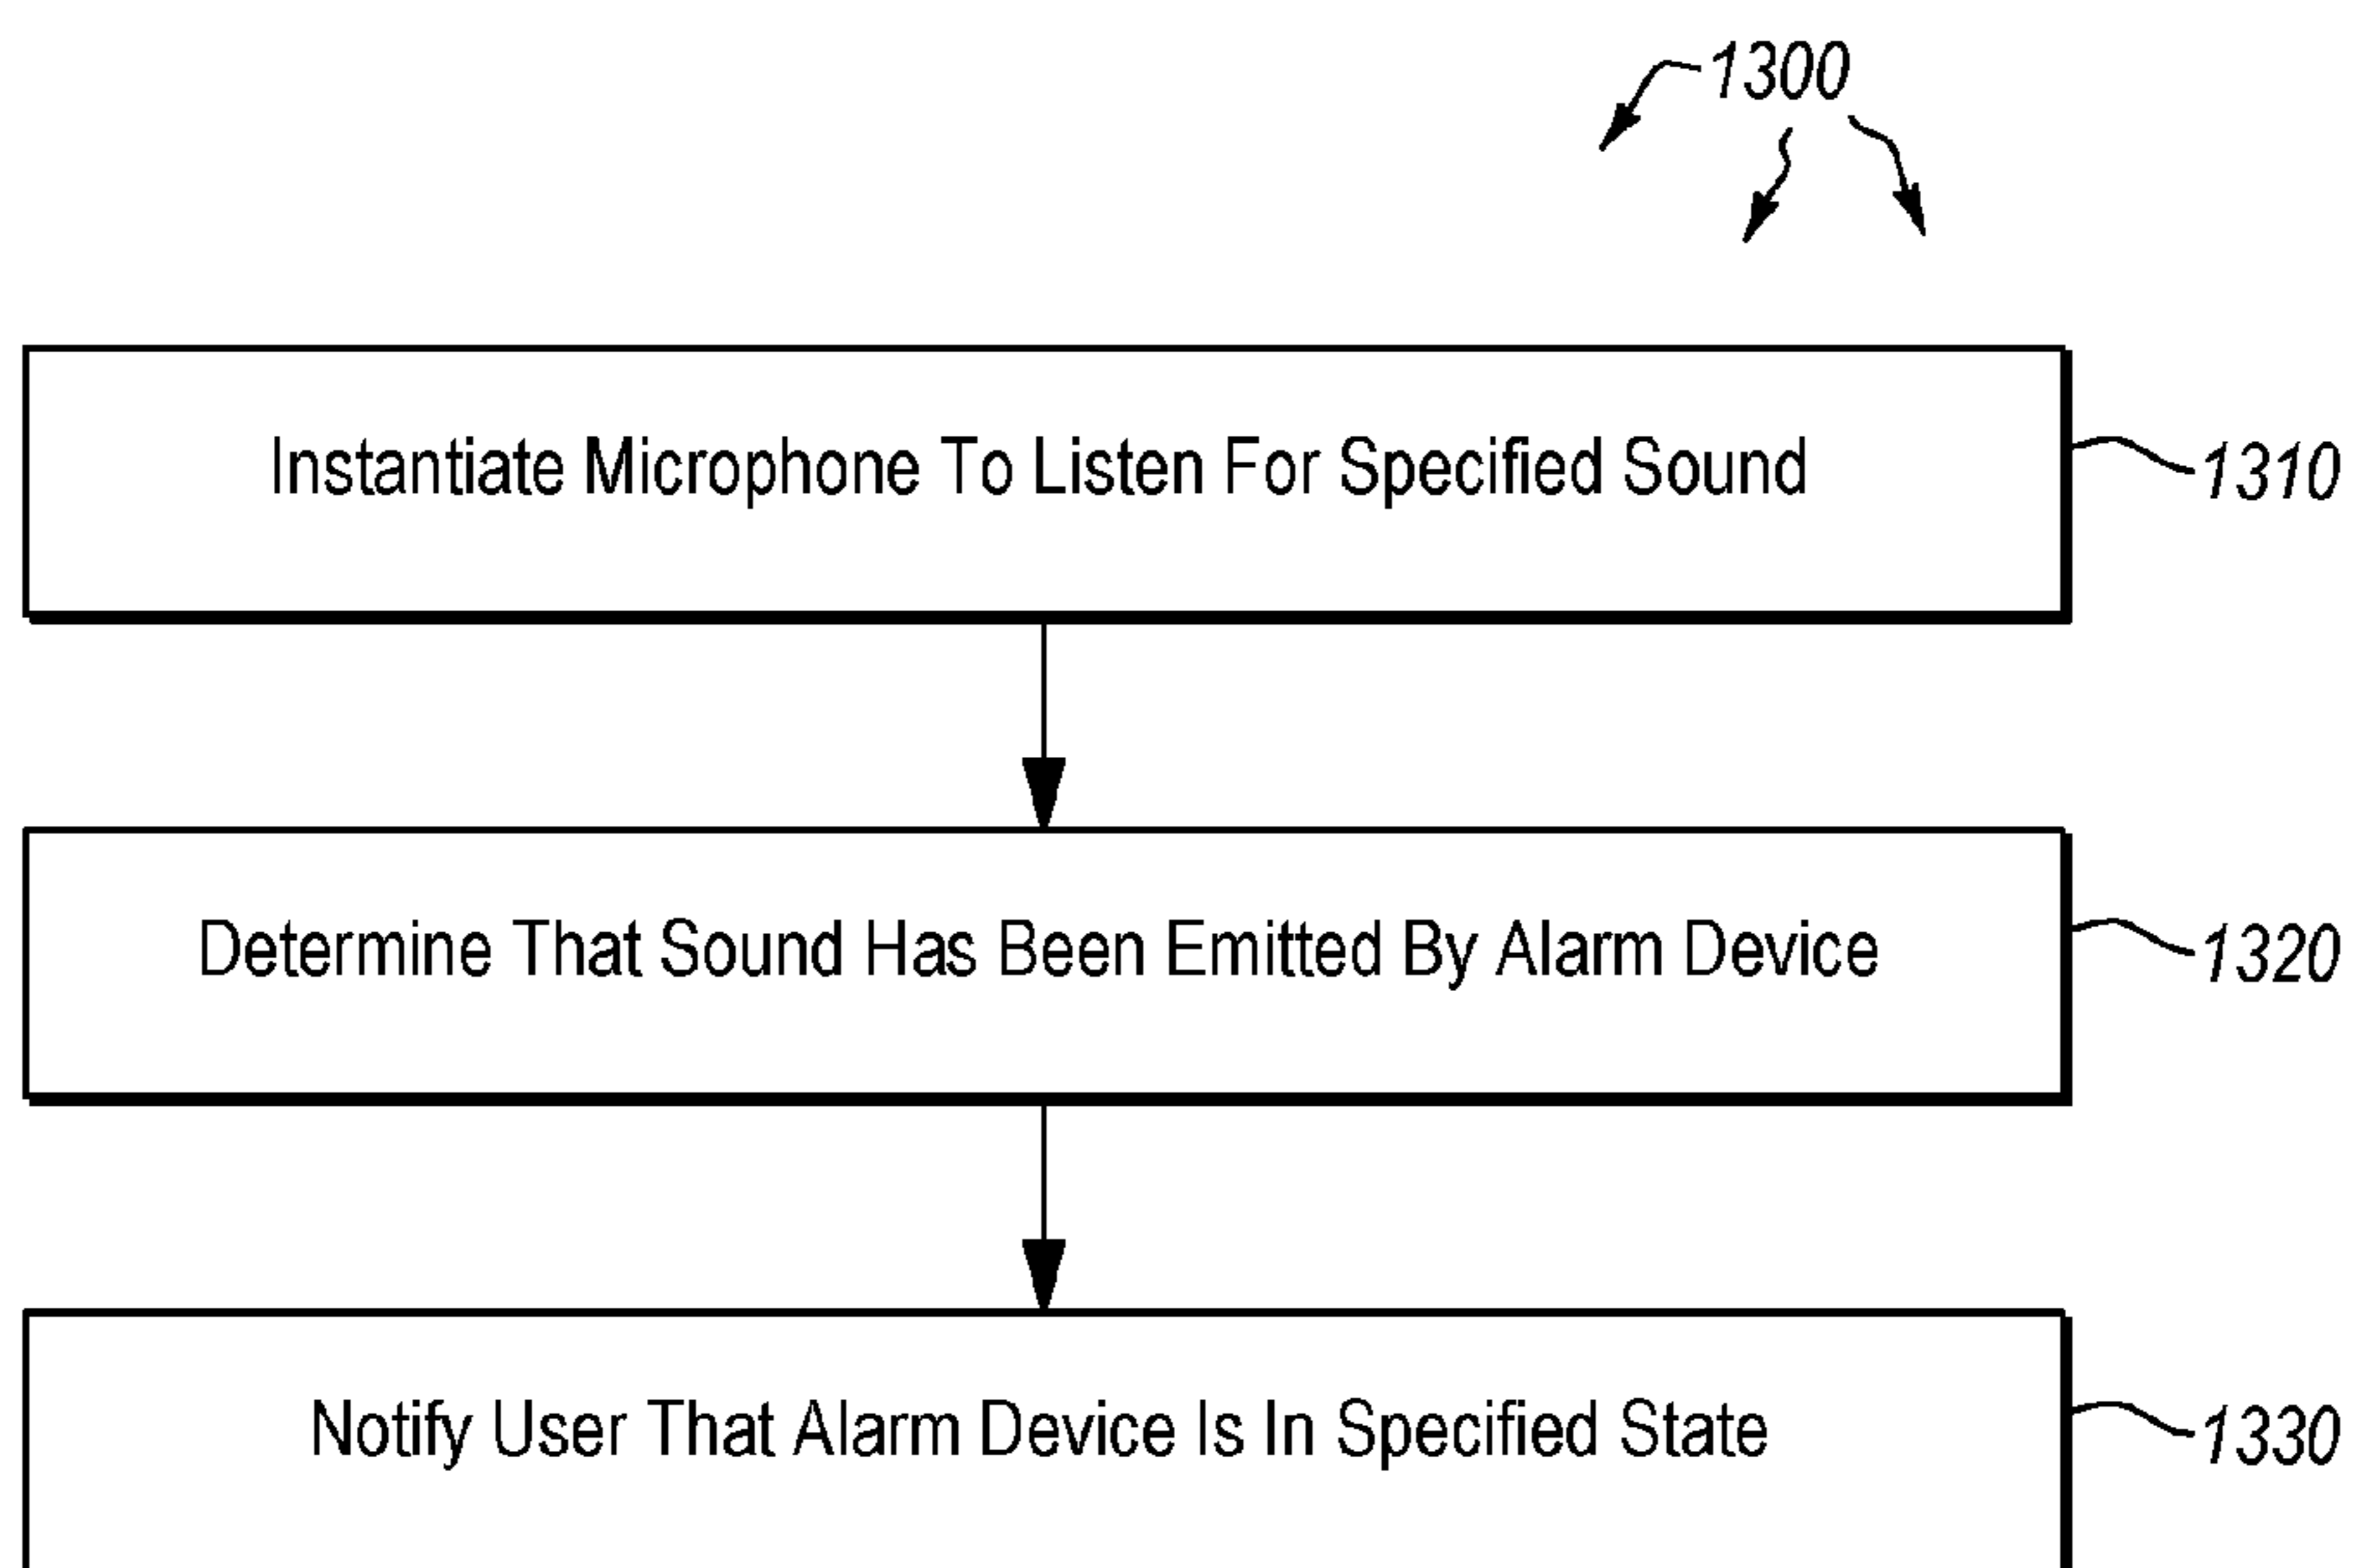 1300
Instantiate Microphone To Listen For Specified Sound
1310
Determine That Sound Has Been Emitted By Alarm Device
1320
Notify User That Alarm Device Is In Specified State
1330